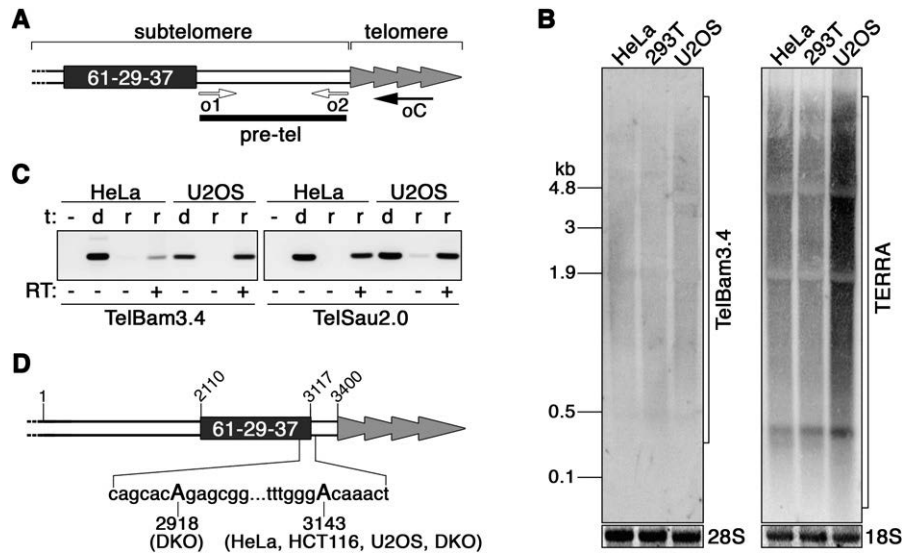 A
subtelomere telomere
61-29-37
o1 o2 oC
pre-tel
B
HeLa 293T U2OS
kb
4.8
3
1.9
0.5
0.1
TelBam3.4
28S
HeLa 293T U2OS
TERRA
18S
C
HeLa U2OS HeLa U2OS
t: - d r r d r r - d r r d r r
RT: - - - + - - + - - - + - - +
TelBam3.4 TelSau2.0
D
1 2110 3117 3400
61-29-37
cagcacAgagcgg...tttgggAcaaact
2918 3143
(DKO) (HeLa, HCT116, U2OS, DKO)